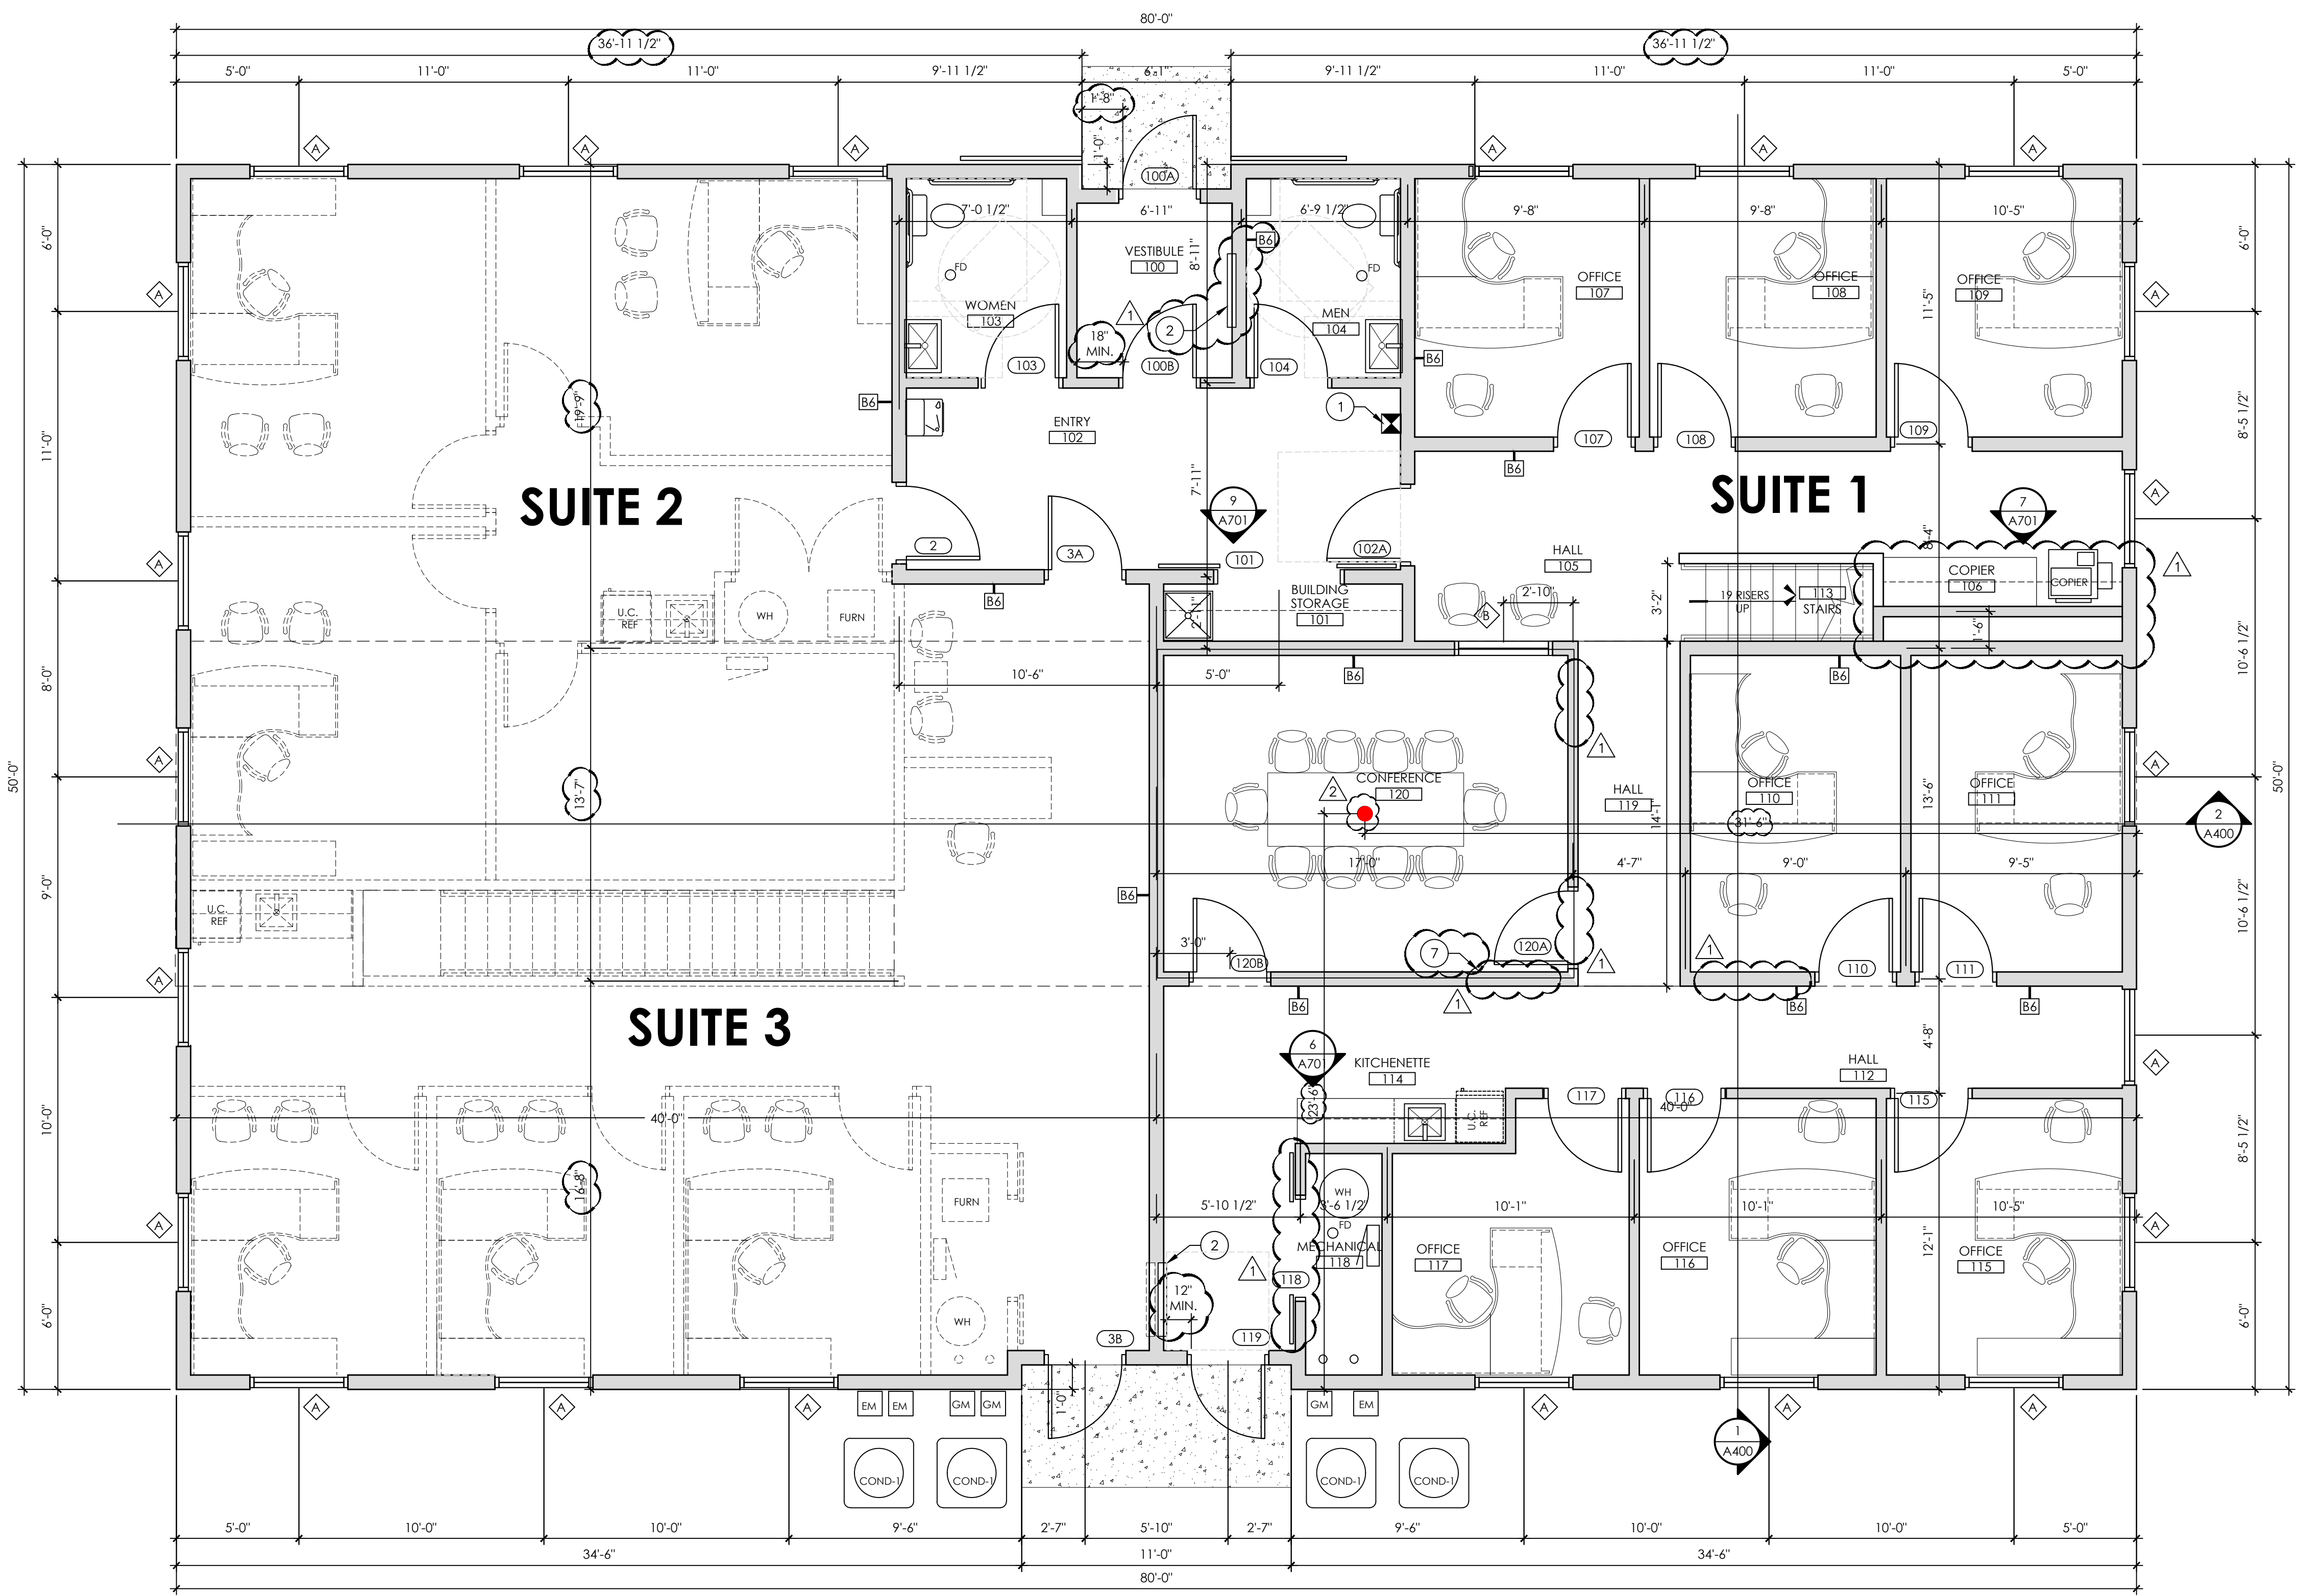 80'-0"
36'-11 1/2"
36'-11 1/2"
5'-0"
11'-0"
11'-0"
9'-11 1/2"
6'-1"
9'-11 1/2"
11'-0"
11'-0"
5'-0"
1'-8"
1'-0"
A
A
A
100A
A
A
A
7'-0 1/2"
6'-11"
6'-9 1/2"
9'-8"
9'-8"
10'-5"
6'-0"
6'-0"
VESTIBULE
100
8'-11"
B6
FD
FD
WOMEN
103
MEN
104
OFFICE
107
OFFICE
108
OFFICE
109
A
A
11'-5"
1
2
18"
MIN.
103
100B
104
B6
B6
19'-9"
1
ENTRY
102
107
108
109
B6
11'-0"
8'-5 1/2"
SUITE 2
SUITE 1
7'-11"
9
A701
7
A701
A
A
2
3A
101
102A
HALL
105
8'-4"
COPIER
106
COPIER
1
B6
BUILDING
STORAGE
101
2'-11"
B
2'-10"
3'-2"
19 RISERS
UP
113
STAIRS
1'-6"
U.C.
REF
WH
FURN
8'-0"
10'-6 1/2"
10'-6"
5'-0"
B6
B6
1
A
A
50'-0"
50'-0"
13'-7"
CONFERENCE
120
2
HALL
119
14'-1"
OFFICE
110
31'-6"
13'-6"
OFFICE
111
2
A400
17'-0"
4'-7"
9'-0"
9'-5"
9'-0"
10'-6 1/2"
B6
U.C.
REF
3'-0"
120B
7
120A
1
1
110
111
A
B6
1
B6
B6
SUITE 3
4'-8"
6
A701
KITCHENETTE
114
HALL
112
A
23'-6"
U.C.
REF
117
116
115
40'-0"
40'-0"
10'-0"
8'-5 1/2"
16'-8"
FURN
WH
5'-10 1/2"
3'-6 1/2"
10'-1"
10'-1"
10'-5"
A
A
FD
2
MECHANICAL
118
OFFICE
117
OFFICE
116
OFFICE
115
12'-1"
1
118
12"
MIN.
WH
3B
119
6'-0"
6'-0"
A
A
A
EM
EM
GM
GM
1'-0"
GM
EM
A
A
A
1
A400
COND-1
COND-1
COND-1
COND-1
5'-0"
10'-0"
10'-0"
9'-6"
2'-7"
5'-10"
2'-7"
9'-6"
10'-0"
10'-0"
5'-0"
34'-6"
11'-0"
34'-6"
80'-0"